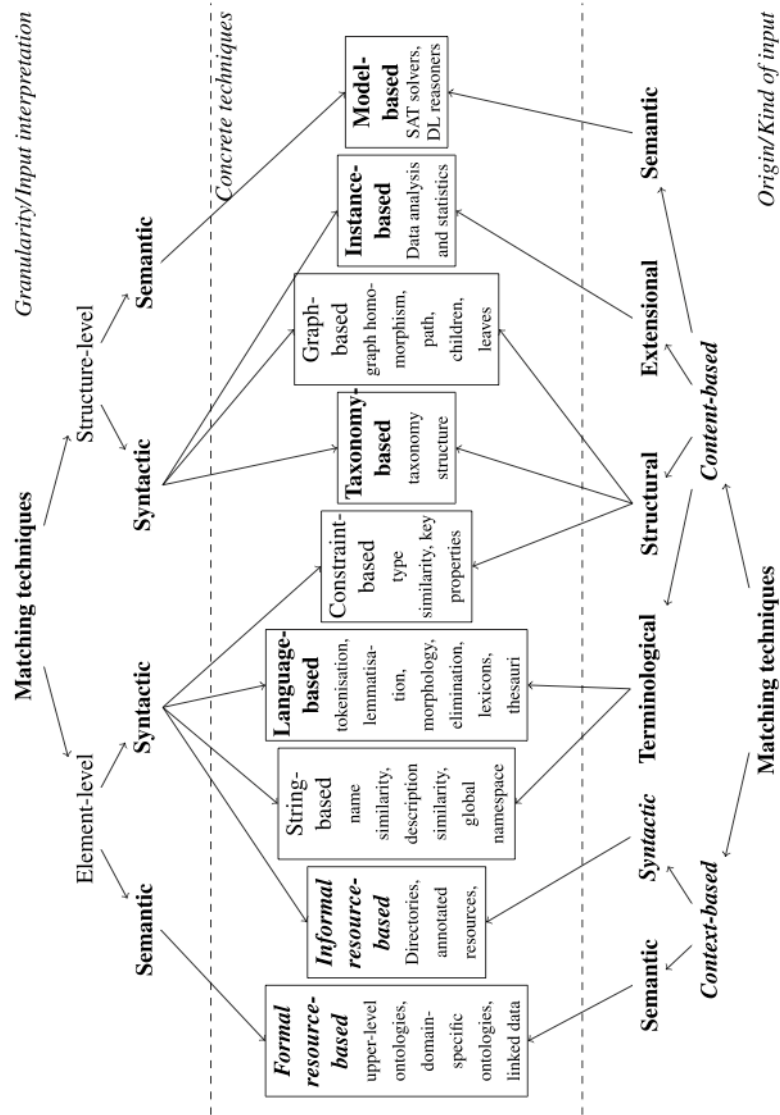 Granularity/Input interpretation
Matching techniques
Element-level
Structure-level
Semantic
Syntactic
Syntactic
Semantic
Concrete techniques
Formal
resource-
based
upper-level
ontologies,
domain-
specific
ontologies,
linked data
Informal
resource-
based
Directories,
annotated
resources,
String-
based
name
similarity,
description
similarity,
global
namespace
Language-
based
tokenisation,
lemmatisa-
tion,
morphology,
elimination,
lexicons,
thesauri
Constraint-
based
type
similarity, key
properties
Taxonomy-
based
taxonomy
structure
Graph-
based
graph homo-
morphism,
path,
children,
leaves
Instance-
based
Data analysis
and statistics
Model-
based
SAT solvers,
DL reasoners
Semantic
Syntactic
Terminological
Structural
Extensional
Semantic
Context-based
Content-based
Matching techniques
Origin/Kind of input